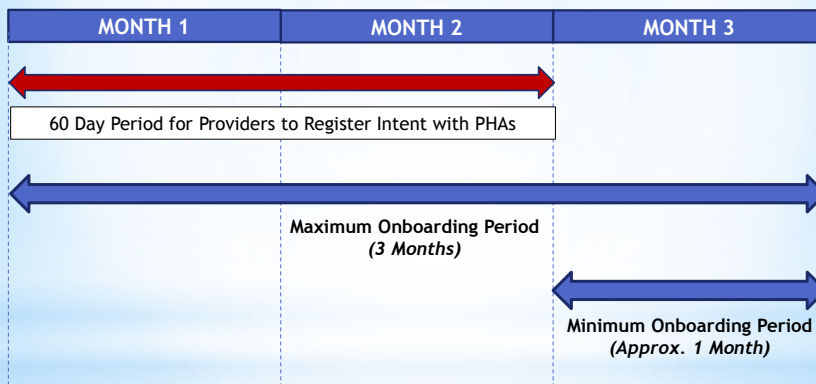 MONTH 1
MONTH 2
MONTH 3
60 Day Period for Providers to Register Intent with PHAs
Maximum Onboarding Period
(3 Months)
Minimum Onboarding Period
(Approx. 1 Month)